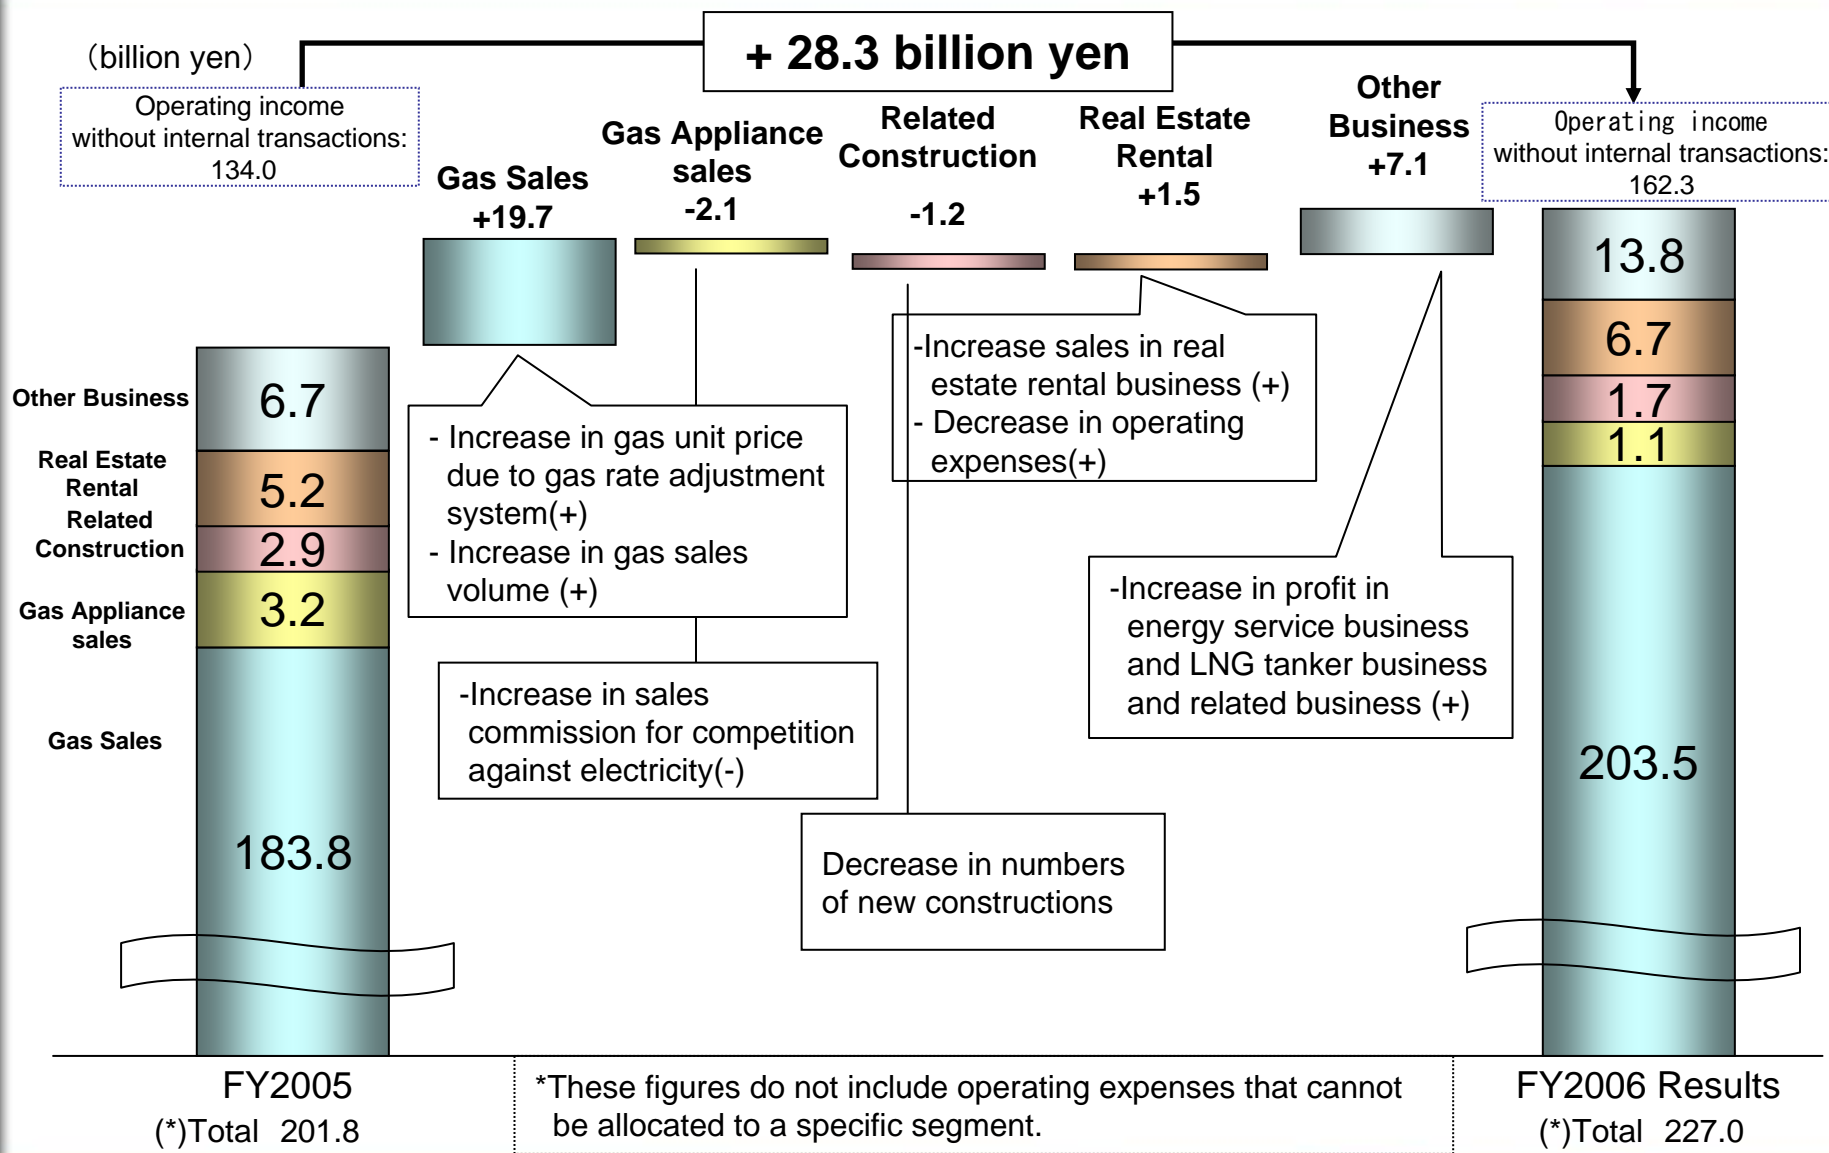 + 28.3 billion yen
（billion yen）
Operating income
without internal transactions:
134.0
Gas Sales
+19.7
Gas Appliance
sales
-2.1
Related
Construction
-1.2
Real Estate
Rental
+1.5
Other
Business
+7.1
Operating income
without internal transactions:
162.3
Other Business
6.7
Real Estate
Rental
5.2
Related
Construction
2.9
Gas Appliance
sales
3.2
Gas Sales
183.8
- Increase in gas unit price
due to gas rate adjustment
system(+)
- Increase in gas sales
volume (+)
-Increase in sales
commission for competition
against electricity(-)
Decrease in numbers
of new constructions
-Increase sales in real
estate rental business (+)
- Decrease in operating
expenses(+)
-Increase in profit in
energy service business
and LNG tanker business
and related business (+)
13.8
6.7
1.7
1.1
203.5
FY2005
(*)Total 201.8
*These figures do not include operating expenses that cannot
be allocated to a specific segment.
FY2006 Results
(*)Total 227.0